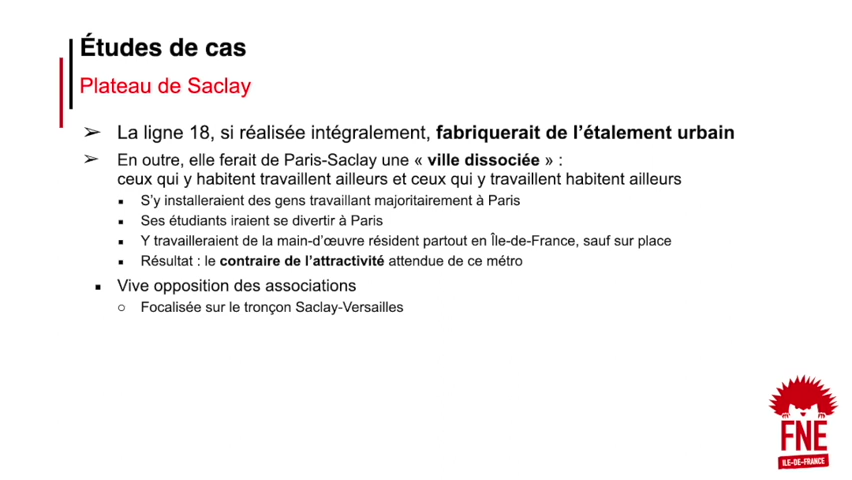 Études de cas
Plateau de Saclay
➢ La ligne 18, si réalisée intégralement, fabriquerait de l’étalement urbain
➢ En outre, elle ferait de Paris-Saclay une « ville dissociée » :
ceux qui y habitent travaillent ailleurs et ceux qui y travaillent habitent ailleurs
▪ S’y installeraient des gens travaillant majoritairement à Paris
▪ Ses étudiants iraient se divertir à Paris
▪ Y travailleraient de la main-d’œuvre résident partout en Île-de-France, sauf sur place
▪ Résultat : le contraire de l’attractivité attendue de ce métro
▪ Vive opposition des associations
○ Focalisée sur le tronçon Saclay-Versailles
FNE
ILE-DE-FRANCE